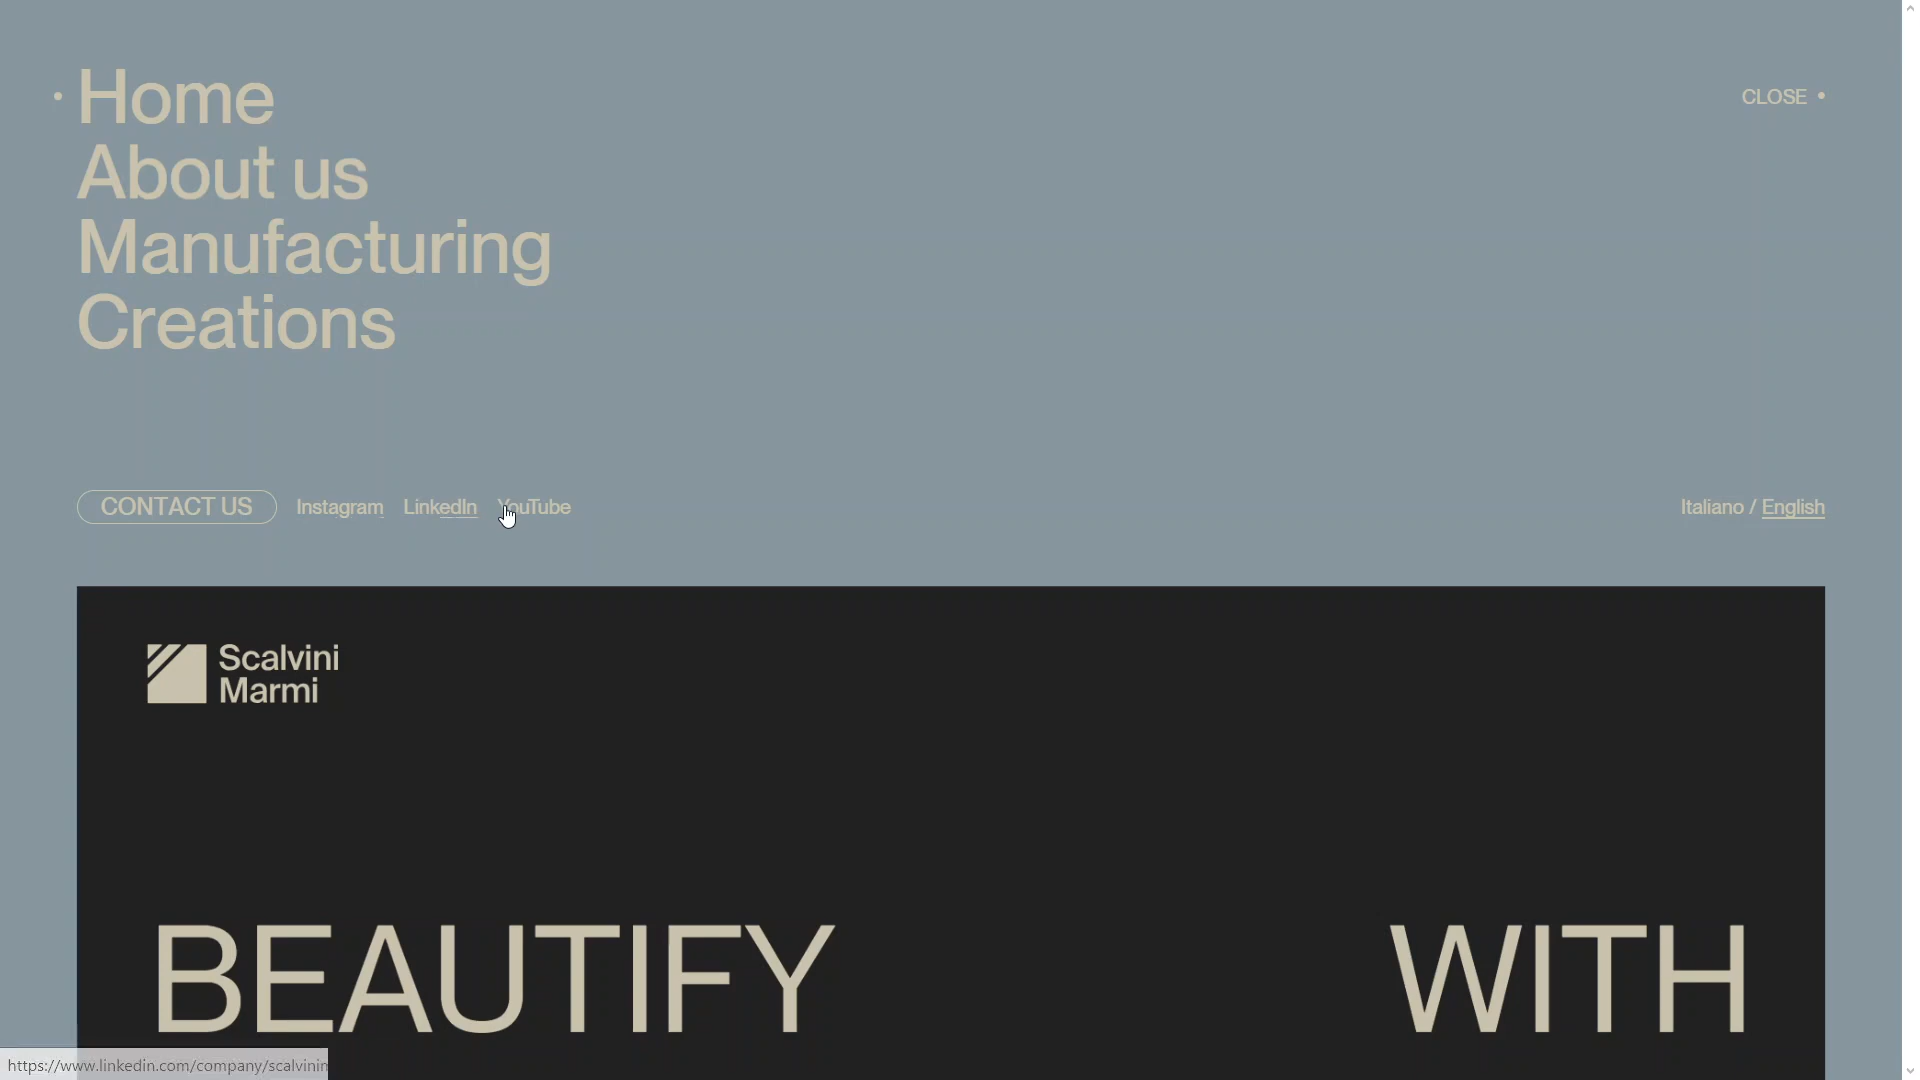 Home
CLOSE
About us
Manufacturing
Creations
CONTACT US Instagram LinkedIn YouTube
Italiano / English
Scalvini
Marmi
BEAUTIFY WITH
https://www.linkedin.com/company/scalvinin